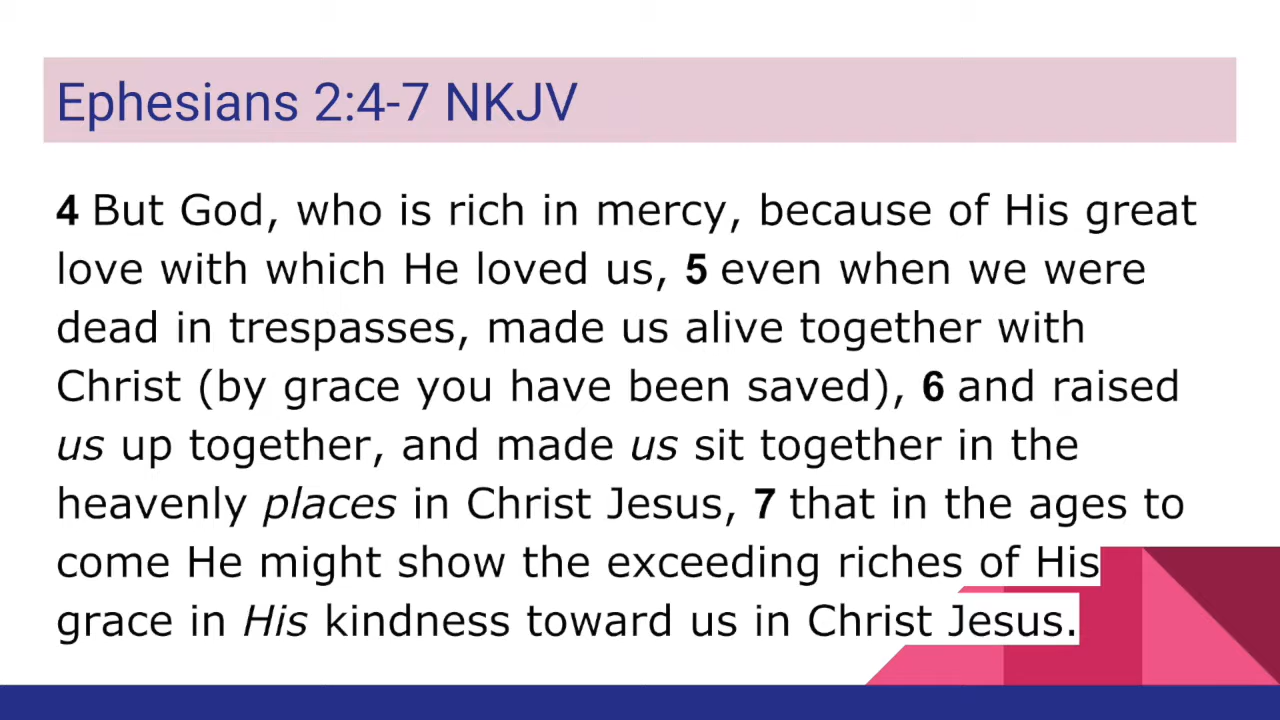 Ephesians 2:4-7 NKJV
4 But God, who is rich in mercy, because of His great
love with which He loved us, 5 even when we were
dead in trespasses, made us alive together with
Christ (by grace you have been saved), 6 and raised
us up together, and made us sit together in the
heavenly places in Christ Jesus, 7 that in the ages to
come He might show the exceeding riches of His
grace in His kindness toward us in Christ Jesus.